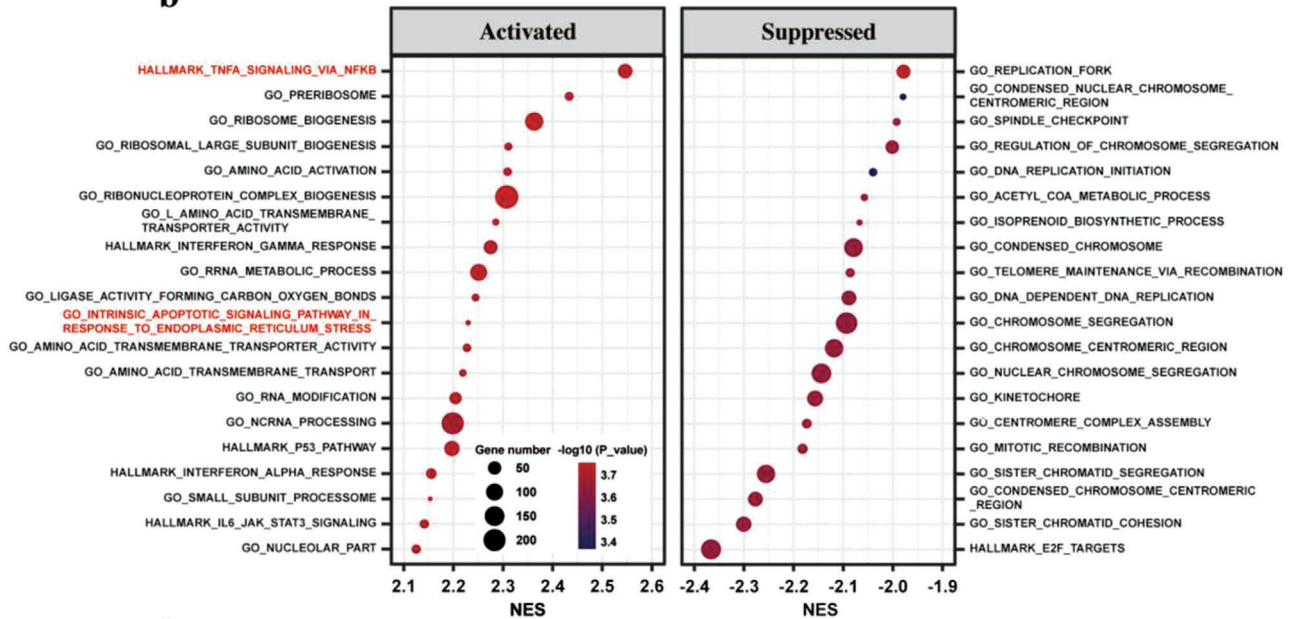 b
Activated
Suppressed
HALLMARK_TNFA_SIGNALING_VIA_NFKB
GO_PRERIBOSOME
GO_RIBOSOME_BIOGENESIS
GO_RIBOSOMAL_LARGE_SUBUNIT_BIOGENESIS
GO_AMINO_ACID_ACTIVATION
GO_RIBONUCLEOPROTEIN_COMPLEX_BIOGENESIS
GO_L_AMINO_ACID_TRANSMEMBRANE_
TRANSPORTER_ACTIVITY
HALLMARK_INTERFERON_GAMMA_RESPONSE
GO_RRNA_METABOLIC_PROCESS
GO_LIGASE_ACTIVITY_FORMING_CARBON_OXYGEN_BONDS
GO_INTRINSIC_APOPTOTIC_SIGNALING_PATHWAY_IN_
RESPONSE_TO_ENDOPLASMIC_RETICULUM_STRESS
GO_AMINO_ACID_TRANSMEMBRANE_TRANSPORTER_ACTIVITY
GO_AMINO_ACID_TRANSMEMBRANE_TRANSPORT
GO_RNA_MODIFICATION
GO_NCRNA_PROCESSING
HALLMARK_P53_PATHWAY
HALLMARK_INTERFERON_ALPHA_RESPONSE
GO_SMALL_SUBUNIT_PROCESSOME
HALLMARK_IL6_JAK_STAT3_SIGNALING
GO_NUCLEOLAR_PART
Gene number
50
100
150
200
-log10 (P_value)
3.7
3.6
3.5
3.4
2.1 2.2 2.3 2.4 2.5 2.6
NES
GO_REPLICATION_FORK
GO_CONDENSED_NUCLEAR_CHROMOSOME_
CENTROMERIC_REGION
GO_SPINDLE_CHECKPOINT
GO_REGULATION_OF_CHROMOSOME_SEGREGATION
GO_DNA_REPLICATION_INITIATION
GO_ACETYL_COA_METABOLIC_PROCESS
GO_ISOPRENOID_BIOSYNTHETIC_PROCESS
GO_CONDENSED_CHROMOSOME
GO_TELOMERE_MAINTENANCE_VIA_RECOMBINATION
GO_DNA_DEPENDENT_DNA_REPLICATION
GO_CHROMOSOME_SEGREGATION
GO_CHROMOSOME_CENTROMERIC_REGION
GO_NUCLEAR_CHROMOSOME_SEGREGATION
GO_KINETOCHORE
GO_CENTROMERE_COMPLEX_ASSEMBLY
GO_MITOTIC_RECOMBINATION
GO_SISTER_CHROMATID_SEGREGATION
GO_CONDENSED_CHROMOSOME_CENTROMERIC
_REGION
GO_SISTER_CHROMATID_COHESION
HALLMARK_E2F_TARGETS
-2.4 -2.3 -2.2 -2.1 -2.0 -1.9
NES